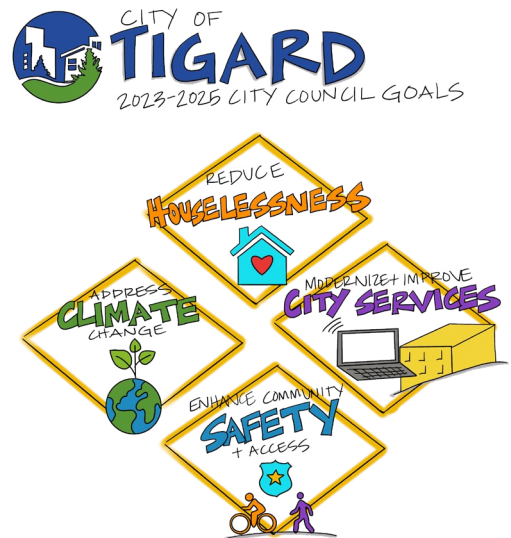 CITY OF
TIGARD
2023-2025 CITY COUNCIL GOALS
REDUCE
HOUSELESSNESS
ADDRESS
CLIMATE
CHANGE
MODERNIZE + IMPROVE
CITY SERVICES
ENHANCE COMMUNITY
SAFETY
+ ACCESS